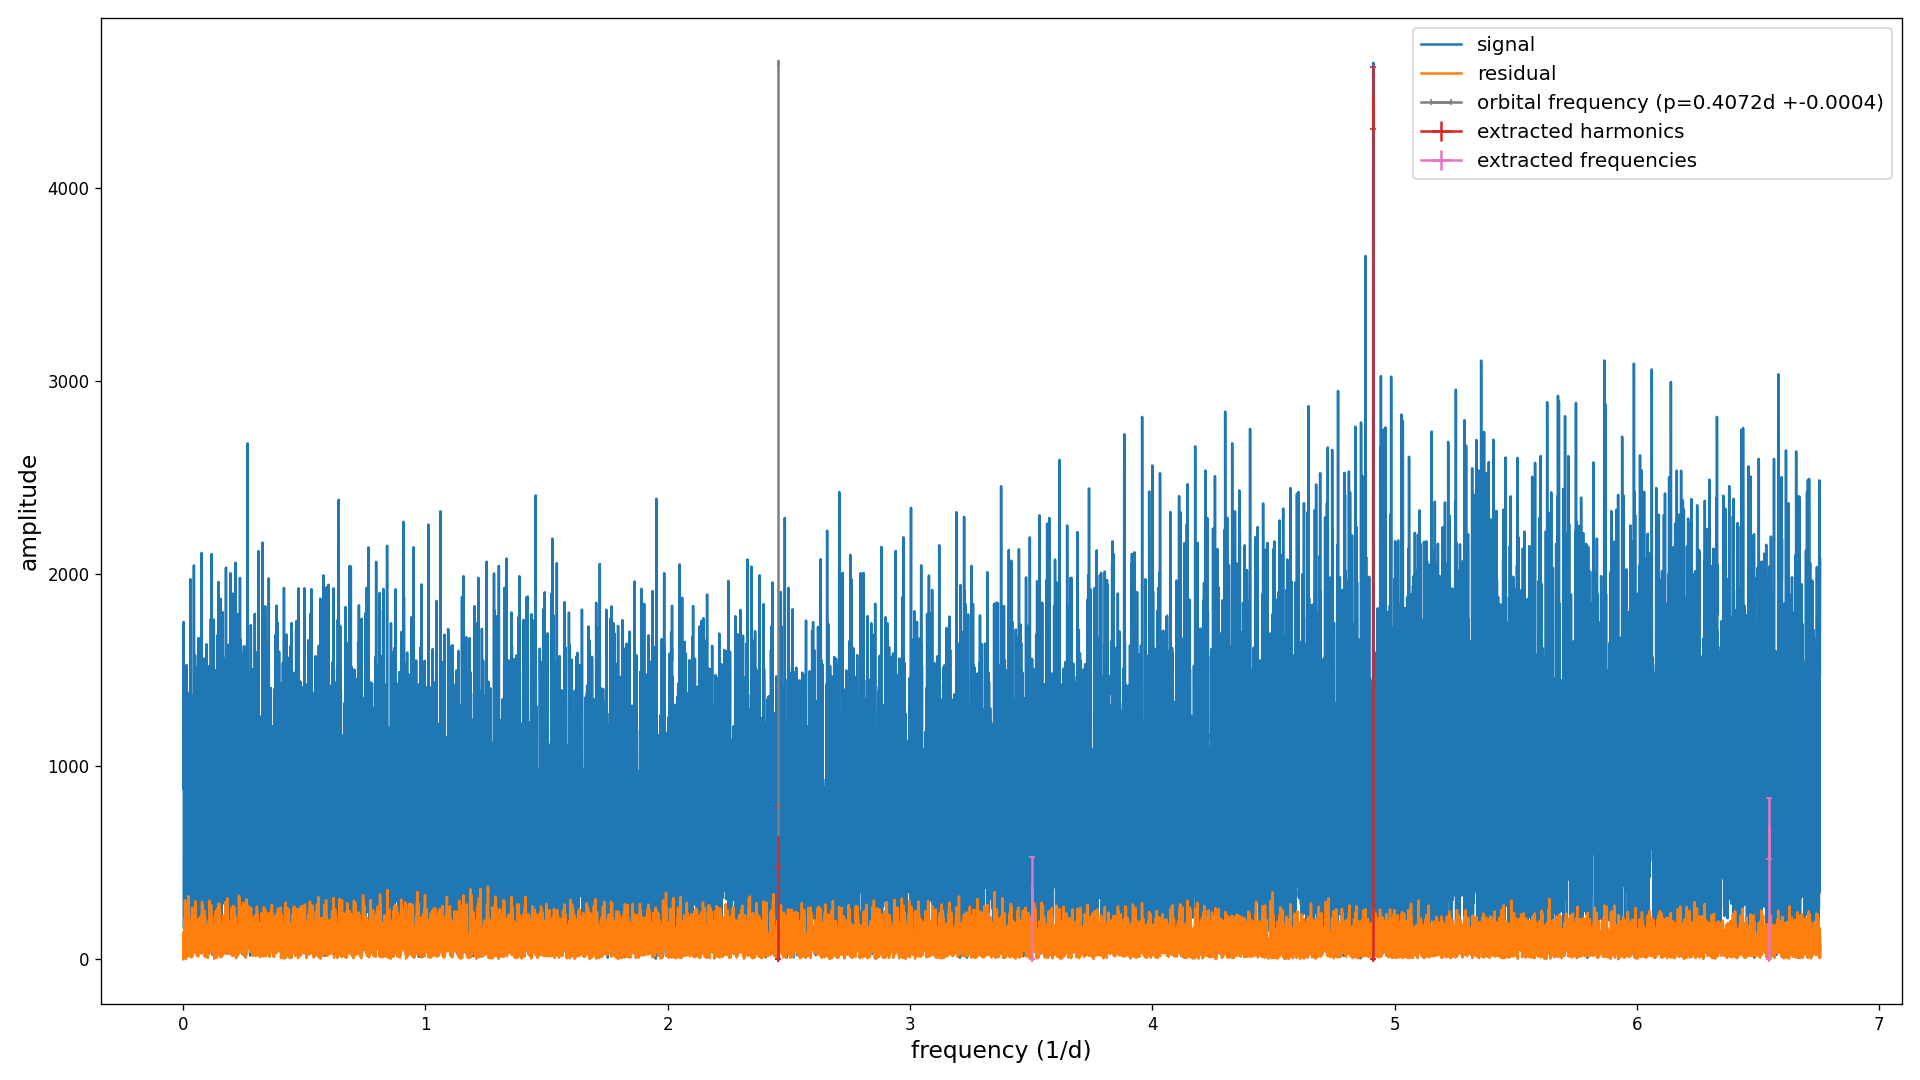 signal
residual
orbital frequency (p=0.4072d +-0.0004)
extracted harmonics
extracted frequencies
4000
3000
2000
1000
0
amplitude
0 1 2 3 4 5 6 7
frequency (1/d)